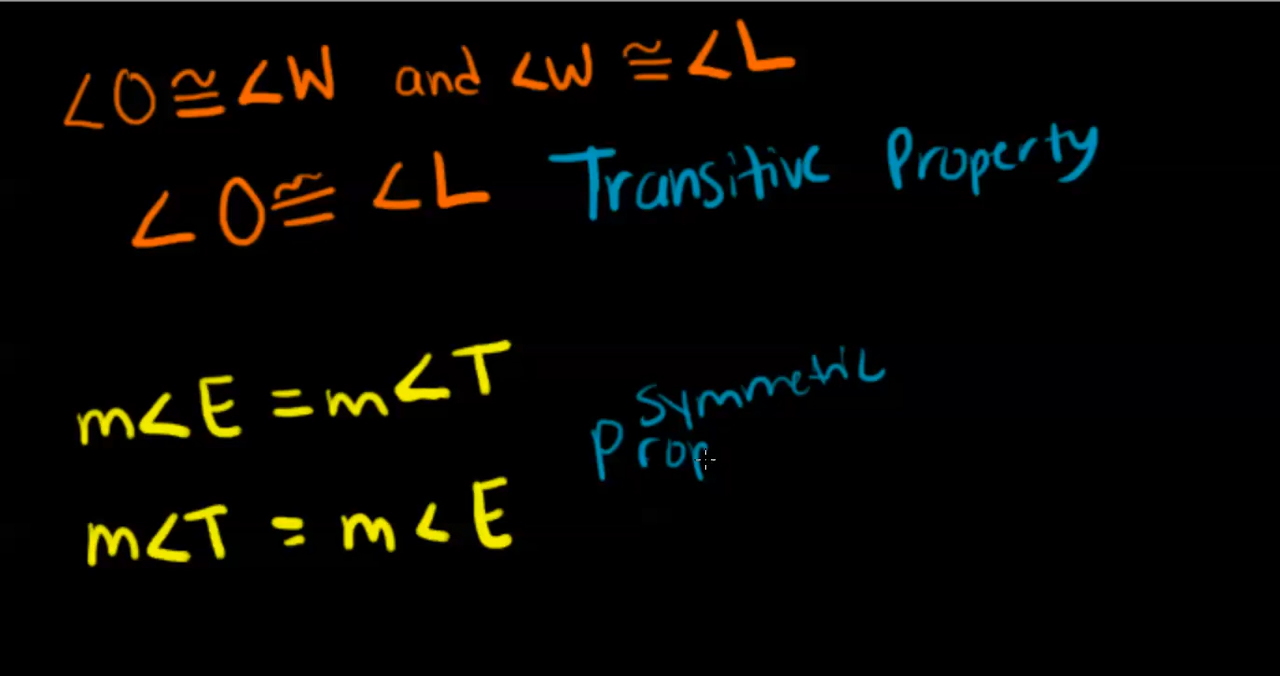 <O≅<W and <W≅<L
<O≅<L Transitive Property
m<E=m<T Symmetric
Prop
m<T=m<E